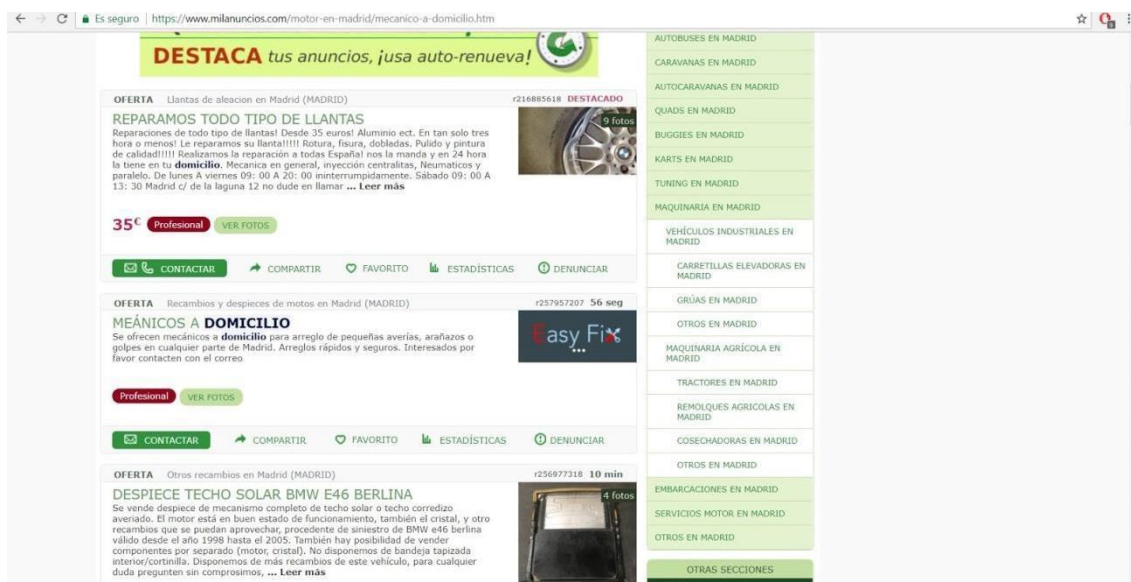 Es seguro | https://www.milanuncios.com/motor-en-madrid/mecanico-a-domicilio.htm
DESTACA tus anuncios, ¡usa auto-renueva!
OFERTA Llantas de aleacion en Madrid (MADRID) r216885618 DESTACADO
REPARAMOS TODO TIPO DE LLANTAS
9 fotos
Reparaciones de todo tipo de llantas! Desde 35 euros! Aluminio ect. En tan solo tres
hora o menos! Le reparamos su llanta!!!!! Rotura, fisura, dobladas. Pulido y pintura
de calidad!!!!! Realizamos la reparación a todas España! nos la manda y en 24 hora
la tiene en tu domicilio. Mecanica en general, inyección centralitas, Neumaticos y
paralelo. De lunes A viernes 09: 00 A 20: 00 ininterrumpidamente. Sábado 09: 00 A
13: 30 Madrid c/ de la laguna 12 no dude en llamar ... Leer más
35€ Profesional VER FOTOS
CONTACTAR COMPARTIR FAVORITO ESTADÍSTICAS DENUNCIAR
OFERTA Recambios y despieces de motos en Madrid (MADRID) r257957207 56 seg
MEÁNICOS A DOMICILIO
Se ofrecen mecánicos a domicilio para arreglo de pequeñas averías, arañazos o
golpes en cualquier parte de Madrid. Arreglos rápidos y seguros. Interesados por
favor contacten con el correo
Easy Fix
Profesional VER FOTOS
CONTACTAR COMPARTIR FAVORITO ESTADÍSTICAS DENUNCIAR
OFERTA Otros recambios en Madrid (MADRID) r256977318 10 min
DESPIECE TECHO SOLAR BMW E46 BERLINA
4 fotos
Se vende despiece de mecanismo completo de techo solar o techo corredizo
averiado. El motor está en buen estado de funcionamiento, también el cristal, y otro
recambios que se puedan aprovechar, procedente de siniestro de BMW e46 berlina
válido desde el año 1998 hasta el 2005. También hay posibilidad de vender
componentes por separado (motor, cristal). No disponemos de bandeja tapizada
interior/cortinilla. Disponemos de más recambios de este vehículo, para cualquier
duda pregunten sin comprosimos, ... Leer más
AUTOBUSES EN MADRID
CARAVANAS EN MADRID
AUTOCARAVANAS EN MADRID
QUADS EN MADRID
BUGGIES EN MADRID
KARTS EN MADRID
TUNING EN MADRID
MAQUINARIA EN MADRID
VEHÍCULOS INDUSTRIALES EN
MADRID
CARRETILLAS ELEVADORAS EN
MADRID
GRÚAS EN MADRID
OTROS EN MADRID
MAQUINARIA AGRÍCOLA EN
MADRID
TRACTORES EN MADRID
REMOLQUES AGRICOLAS EN
MADRID
COSECHADORAS EN MADRID
OTROS EN MADRID
EMBARCACIONES EN MADRID
SERVICIOS MOTOR EN MADRID
OTROS EN MADRID
OTRAS SECCIONES